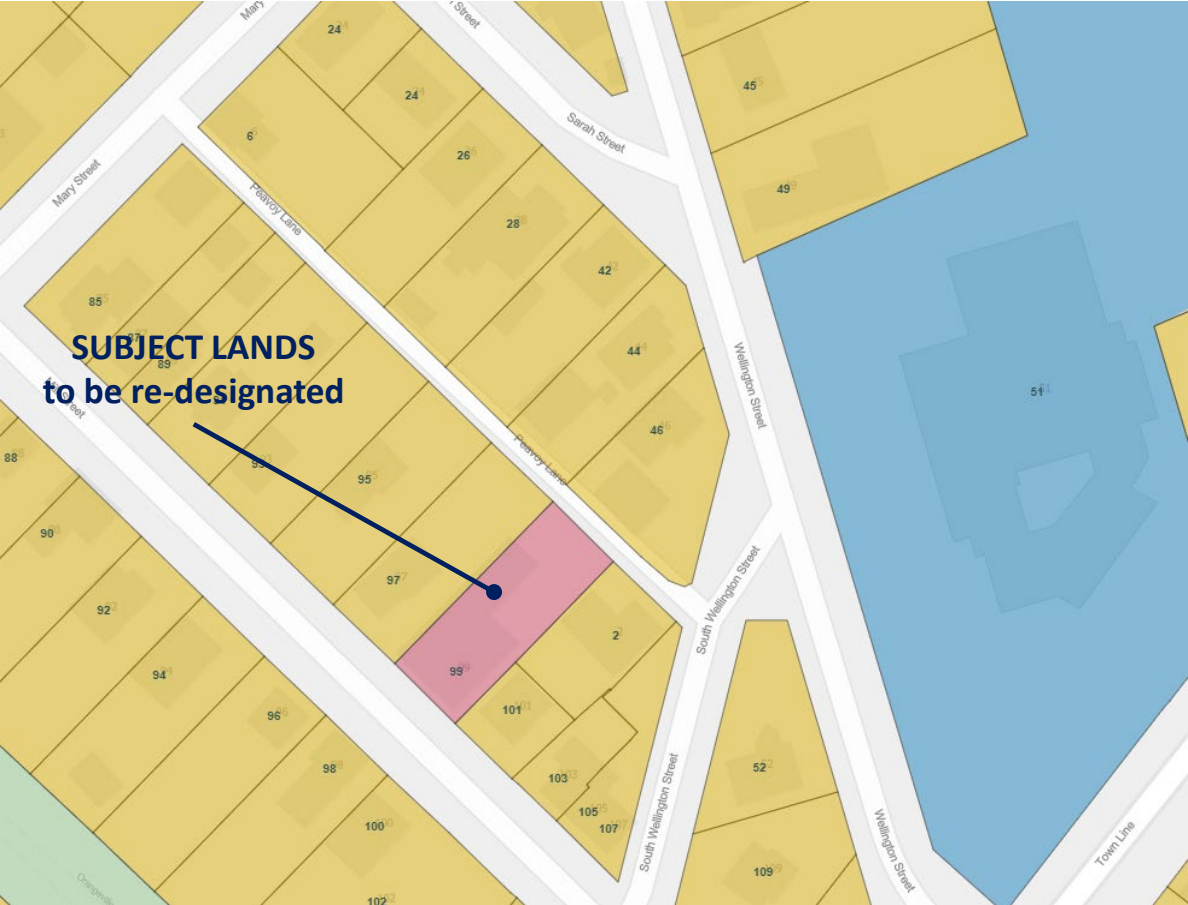 Mary
Street
24
24
45
6
Sarah Street
26
49
Mary Street
Peavoy Lane
28
42
85
87
44
SUBJECT LANDS
89
Wellington Street
to be re-designated
Street
51
46
88
93
95
Peavoy Lane
90
97
92
2
South Wellington Street
99
94
101
96
98
103
52
105
107
100
South Wellington Street
Wellington Street
Town Line
109
102